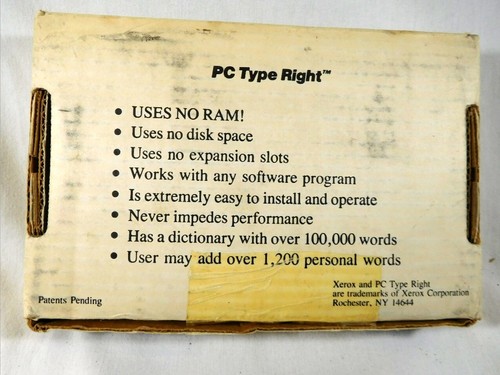 PC Type Right™
• USES NO RAM!
• Uses no disk space
• Uses no expansion slots
• Works with any software program
• Is extremely easy to install and operate
• Never impedes performance
• Has a dictionary with over 100,000 words
• User may add over 1,200 personal words
Patents Pending
Xerox and PC Type Right
are trademarks of Xerox Corporation
Rochester, NY 14644